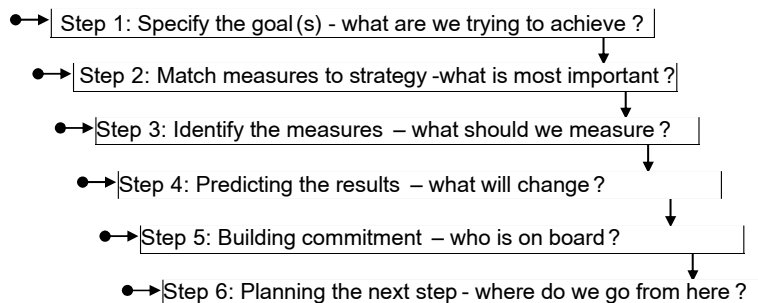 Step 1: Specify the goal(s) - what are we trying to achieve ?
Step 2: Match measures to strategy -what is most important ?
Step 3: Identify the measures – what should we measure ?
Step 4: Predicting the results – what will change ?
Step 5: Building commitment – who is on board ?
Step 6: Planning the next step - where do we go from here ?